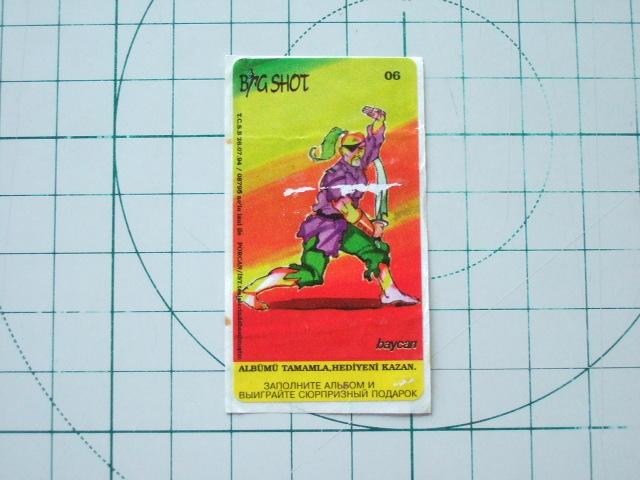 BIG SHOT
06
baycan
ALBÜMÜ TAMAMLA,HEDİYENİ KAZAN.
ЗАПОЛНИТЕ АЛЬБОМ И
ВЫИГРАЙТЕ СЮРПРИЗНЫЙ ПОДАРОК